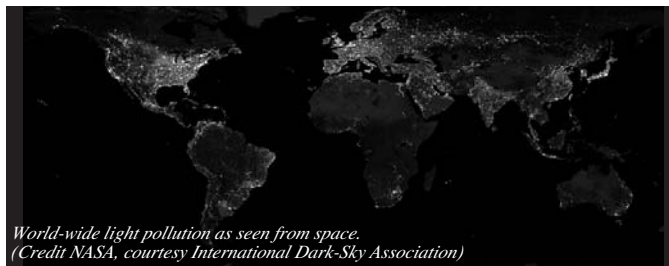 World-wide light pollution as seen from space.
(Credit NASA, courtesy International Dark-Sky Association)